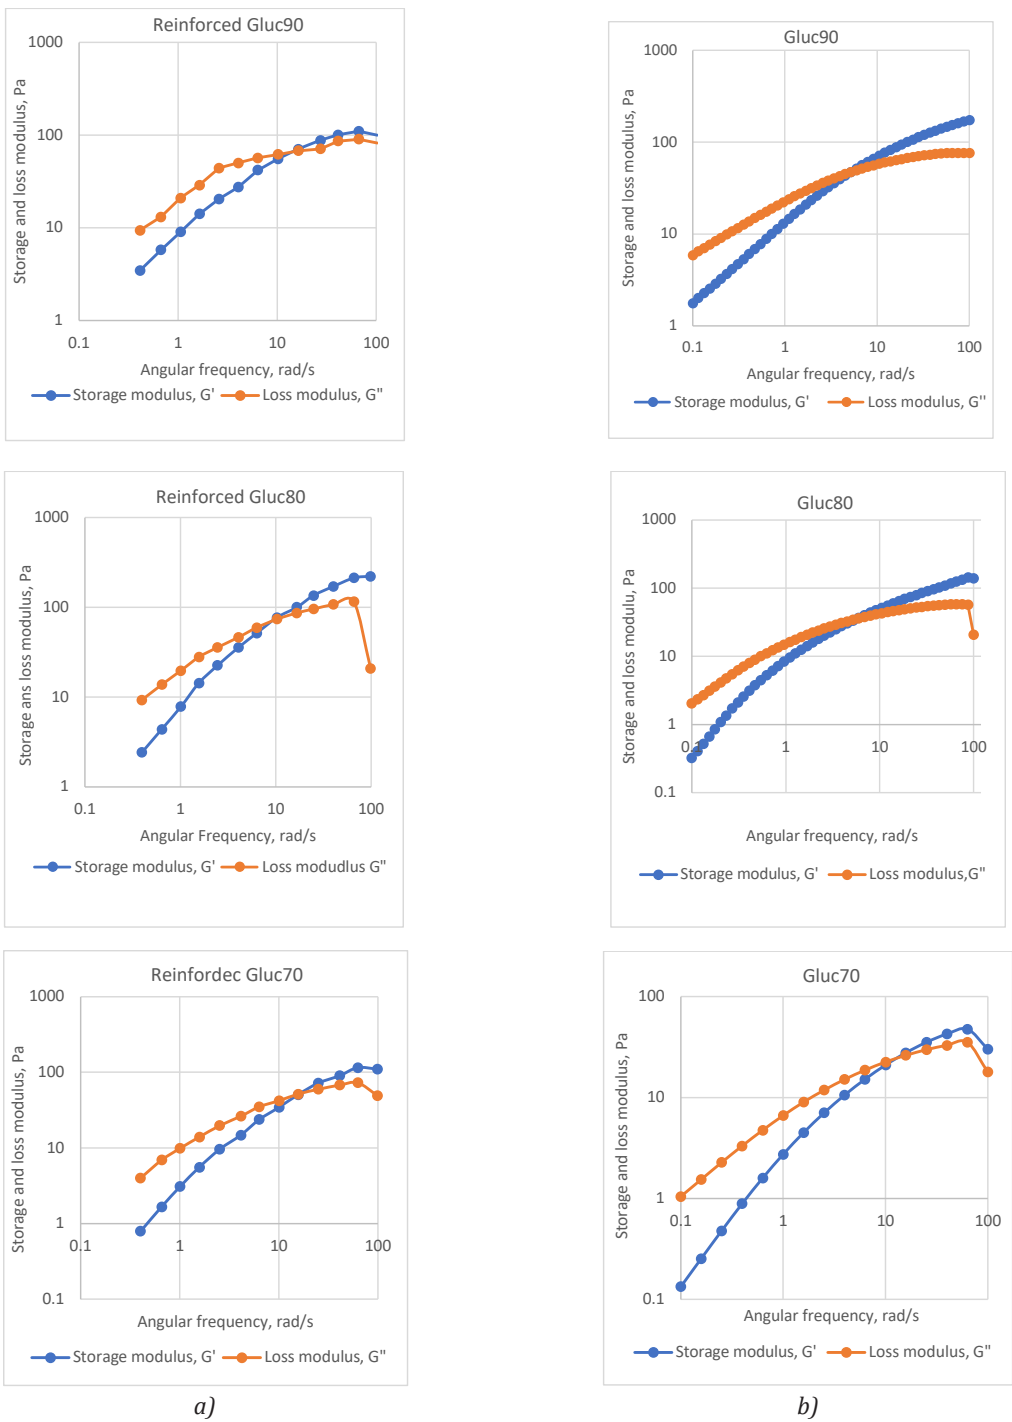 Reinforced Gluc90
Storage and loss modulus, Pa
1000
100
10
1
0.1 1 10 100
Angular frequency, rad/s
Storage modulus, G' Loss modulus, G"
Gluc90
Storage and loss modulus, Pa
1000
100
10
1
0.1 1 10 100
Angular frequency, rad/s
Storage modulus, G' Loss modulus, G''
Reinforced Gluc80
Storage ans loss modulus, Pa
1000
100
10
1
0.1 1 10 100
Angular Frequency, rad/s
Storage modulus, G' Loss modudlus G"
Gluc80
Storage and loss modulu, Pa
1000
100
10
1
0.1 1 10 100
0.1
Angular frequency, rad/s
Storage modulus, G' Loss modulus,G"
Reinfordec Gluc70
Storage and loss modulus, Pa
1000
100
10
1
0.1 1 10 100
0.1
Angular frequency, rad/s
Storage modulus, G' Loss modulus, G"
Gluc70
Storage and loss modulus, Pa
100
10
1
0.1 1 10 100
0.1
Angular frequency, rad/s
Storage modulus, G' Loss modulus, G"
a) b)